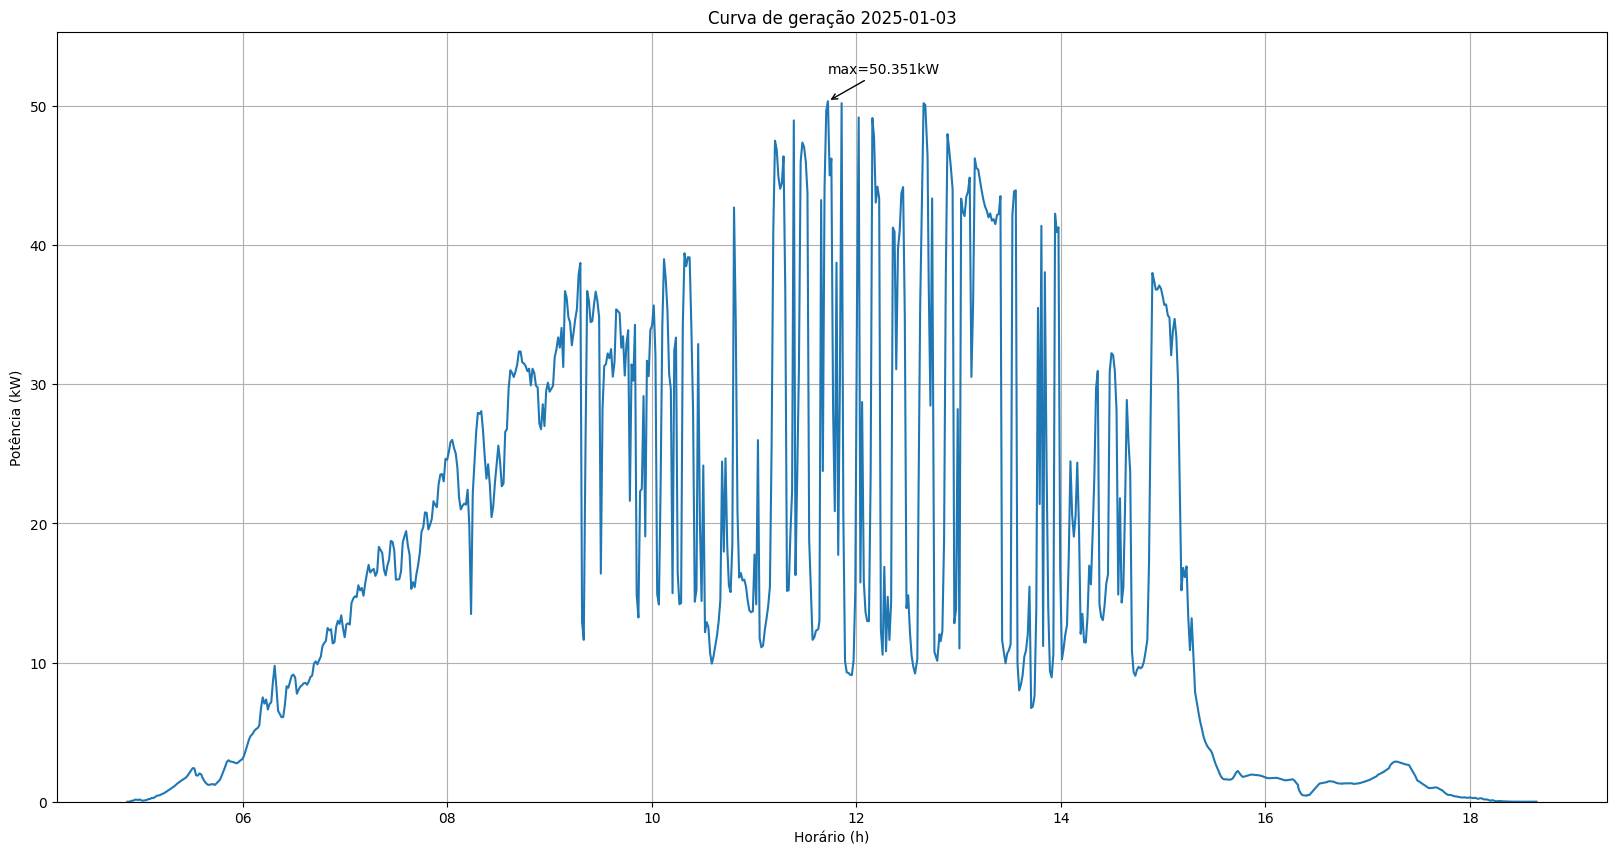 Curva de geração 2025-01-03
max=50.351kW
50
40
30
20
10
0
Potência (kW)
06 08 10 12 14 16 18
Horário (h)